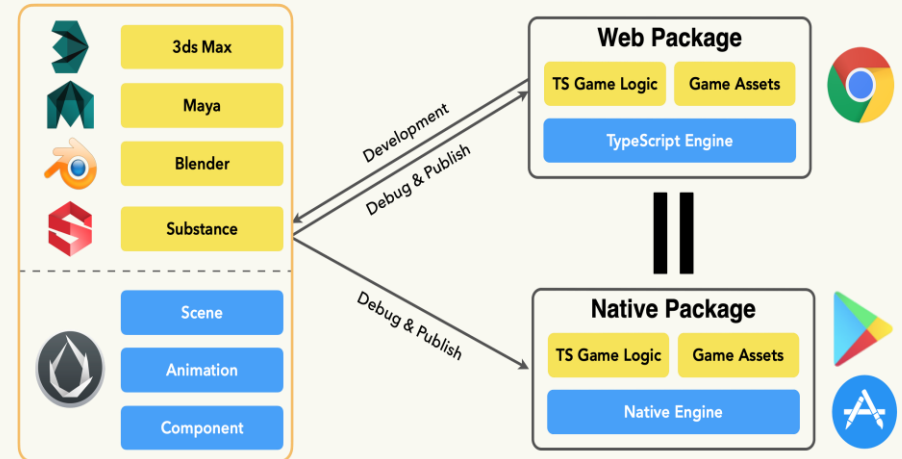 3ds Max
Maya
Blender
Substance
Scene
Animation
Component
Development
Debug & Publish
Debug & Publish
Web Package
TS Game Logic
Game Assets
TypeScript Engine
Native Package
TS Game Logic
Game Assets
Native Engine